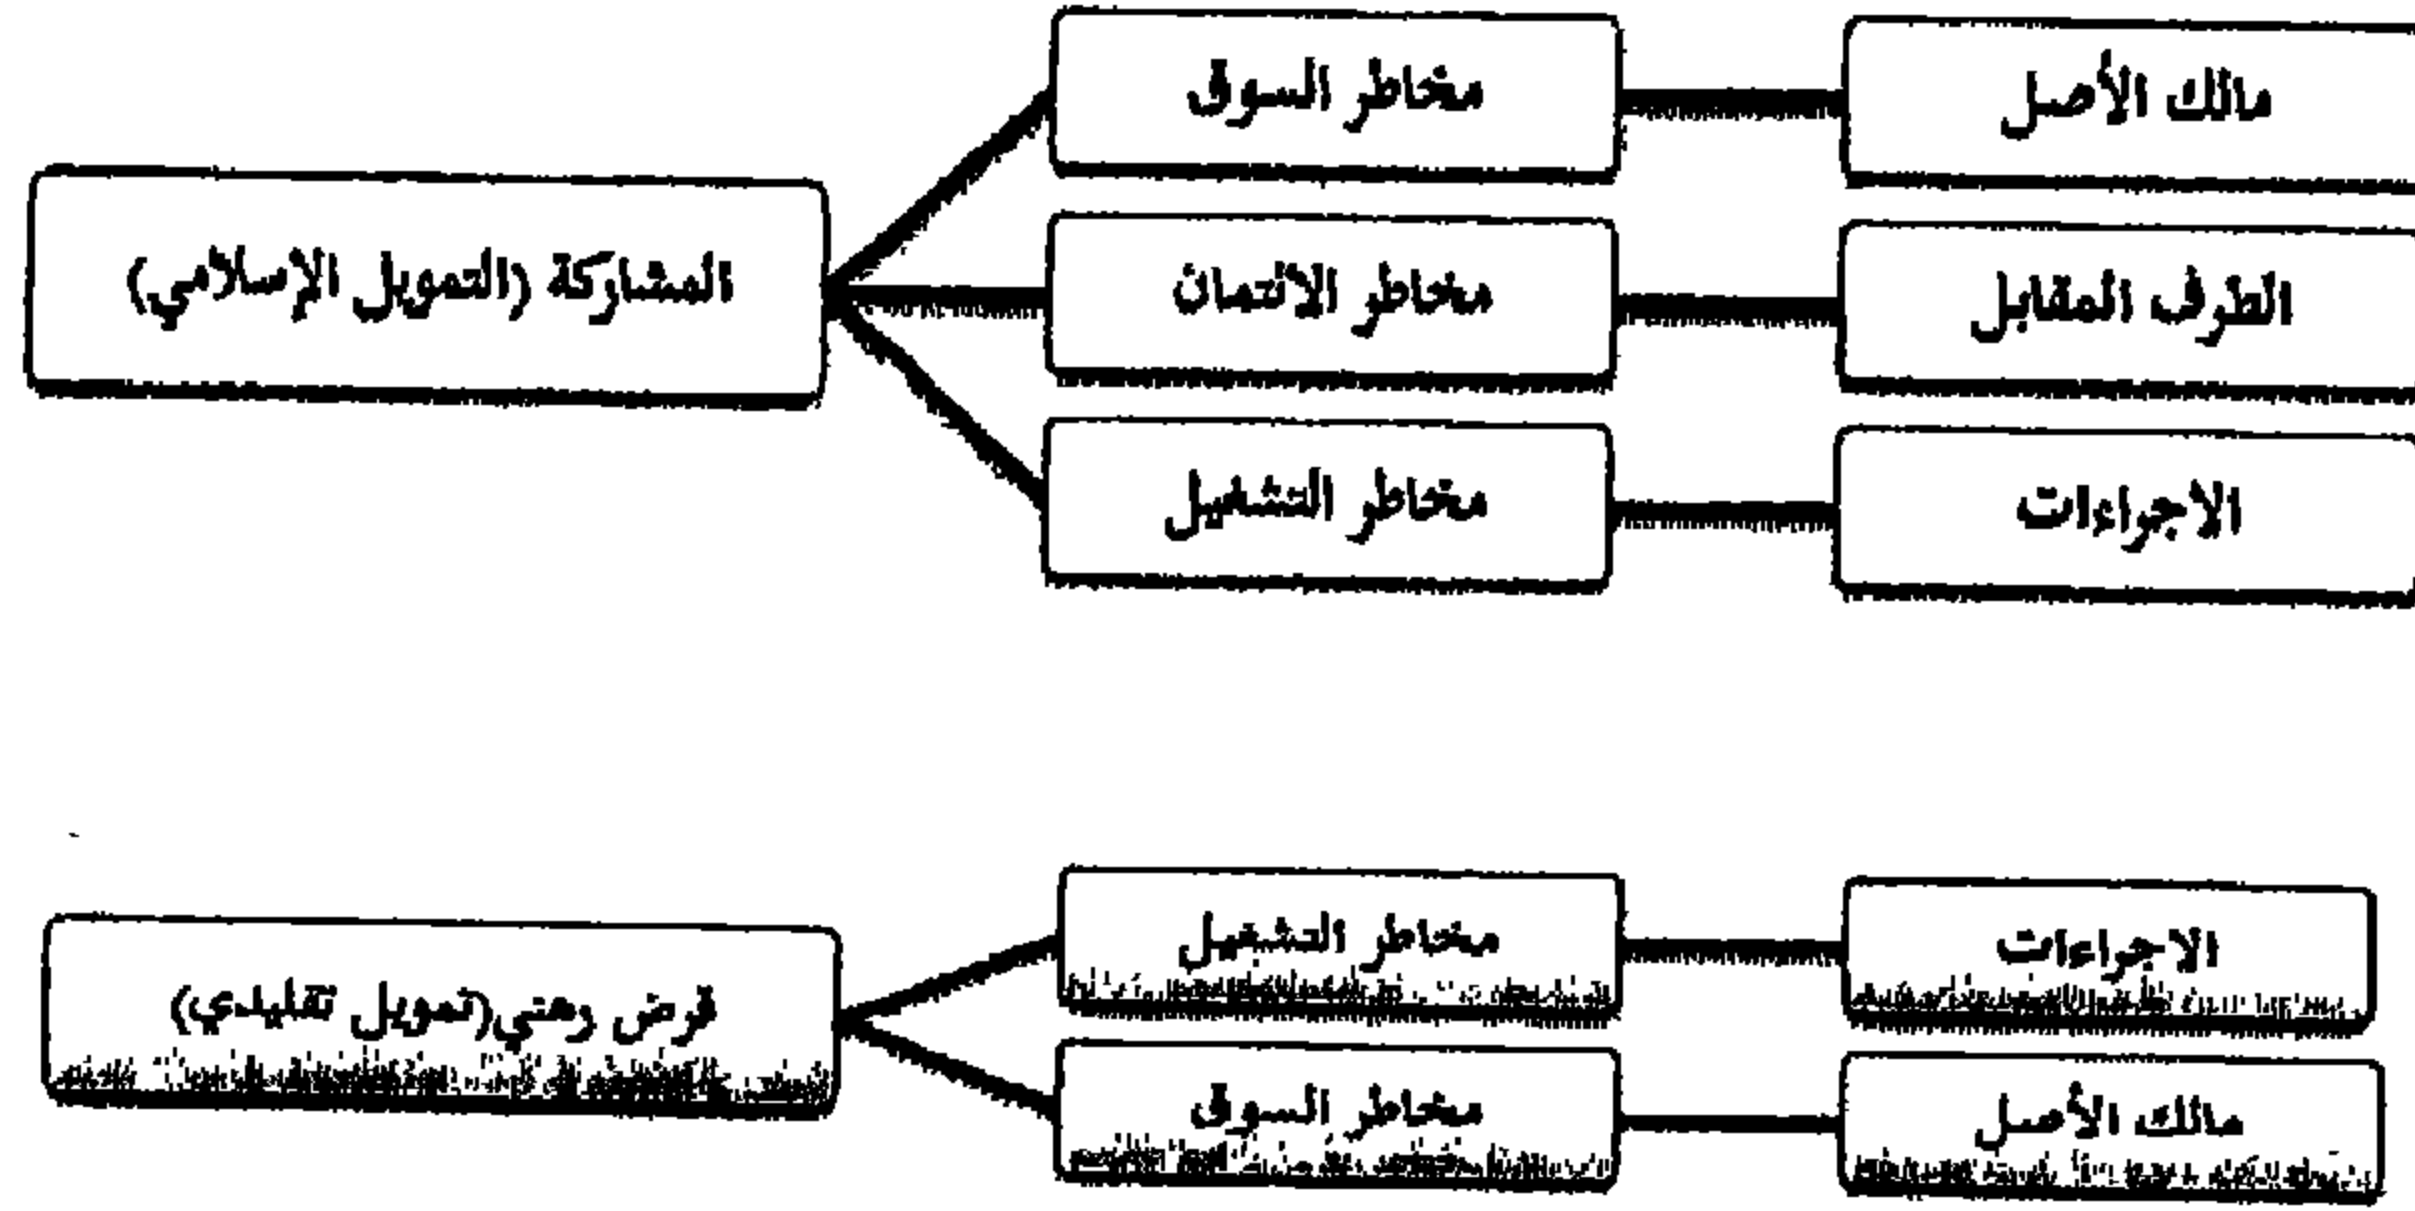 المشاركة (التمويل الإسلامي)
مخاطر السوق
مالك الأصل
مخاطر الائتمان
الطرف المقابل
مخاطر التشغيل
الاجراءات
قرض رهني(تمويل تقليدي)
مخاطر التشغيل
الاجراءات
مخاطر السوق
مالك الأصل